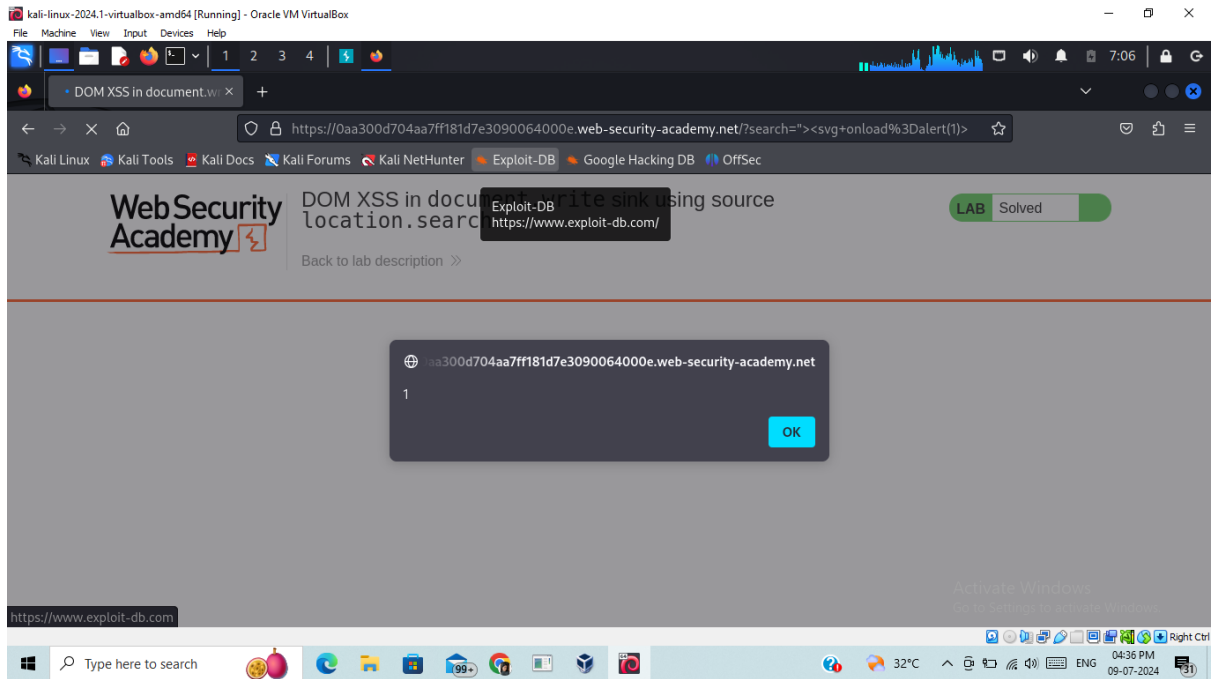 kali-linux-2024.1-virtualbox-amd64 [Running] - Oracle VM VirtualBox
File Machine View Input Devices Help
1 2 3 4 7:06
DOM XSS in document.wr
https://0aa300d704aa7ff181d7e3090064000e.web-security-academy.net/?search="><svg+onload%3Dalert(1)>
Kali Linux Kali Tools Kali Docs Kali Forums Kali NetHunter Exploit-DB Google Hacking DB OffSec
WebSecurity
Academy
DOM XSS in document.write sink using source
location.search
Back to lab description
Exploit-DB
https://www.exploit-db.com/
LAB Solved
aa300d704aa7ff181d7e3090064000e.web-security-academy.net
1
OK
Activate Windows
Go to Settings to activate Windows.
https://www.exploit-db.com
Right Ctrl
Type here to search
99+
32°C
ENG
04:36 PM
09-07-2024
31